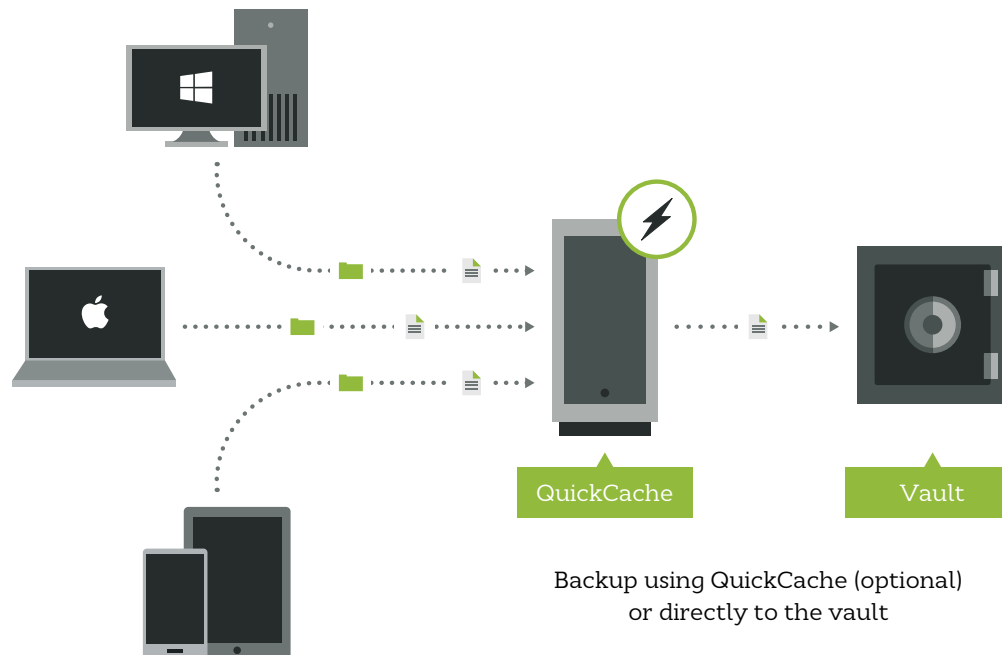 QuickCache
Vault
Backup using QuickCache (optional)
or directly to the vault